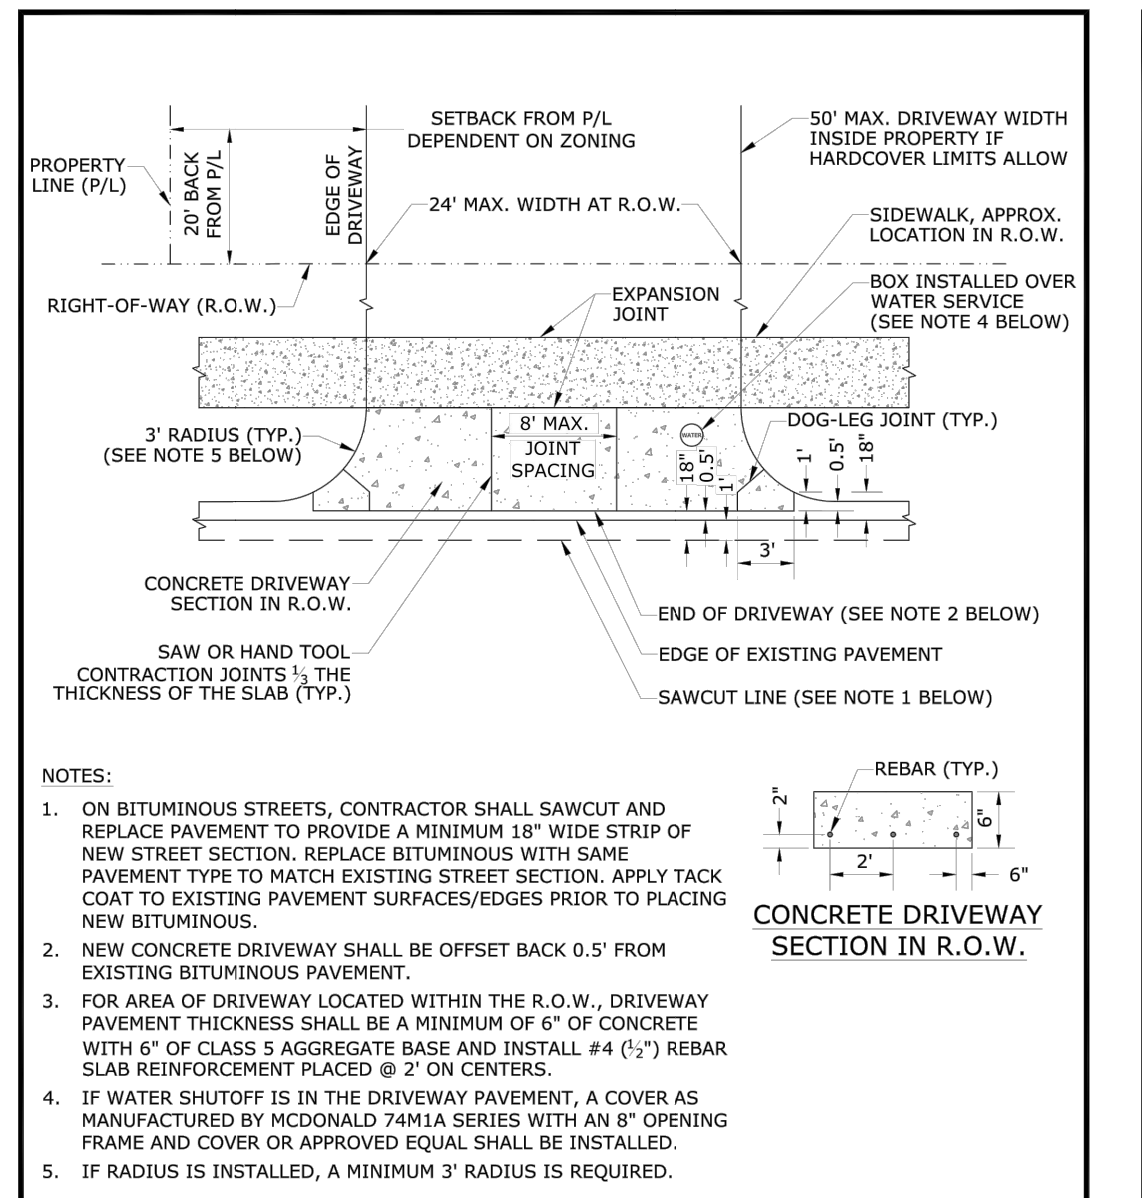 SETBACK FROM P/L
DEPENDENT ON ZONING
50' MAX. DRIVEWAY WIDTH
INSIDE PROPERTY IF
HARDCOVER LIMITS ALLOW
PROPERTY
LINE (P/L)
20' BACK
FROM P/L
EDGE OF
DRIVEWAY
24' MAX. WIDTH AT R.O.W.
SIDEWALK, APPROX.
LOCATION IN R.O.W.
RIGHT-OF-WAY (R.O.W.)
EXPANSION
JOINT
BOX INSTALLED OVER
WATER SERVICE
(SEE NOTE 4 BELOW)
3' RADIUS (TYP.)
(SEE NOTE 5 BELOW)
8' MAX.
JOINT
SPACING
WATER
DOG-LEG JOINT (TYP.)
18"
0.5'
1'
1'
0.5'
18"
3'
CONCRETE DRIVEWAY
SECTION IN R.O.W.
END OF DRIVEWAY (SEE NOTE 2 BELOW)
SAW OR HAND TOOL
CONTRACTION JOINTS ⅓ THE
THICKNESS OF THE SLAB (TYP.)
EDGE OF EXISTING PAVEMENT
SAWCUT LINE (SEE NOTE 1 BELOW)
NOTES:
1. ON BITUMINOUS STREETS, CONTRACTOR SHALL SAWCUT AND
REPLACE PAVEMENT TO PROVIDE A MINIMUM 18" WIDE STRIP OF
NEW STREET SECTION. REPLACE BITUMINOUS WITH SAME
PAVEMENT TYPE TO MATCH EXISTING STREET SECTION. APPLY TACK
COAT TO EXISTING PAVEMENT SURFACES/EDGES PRIOR TO PLACING
NEW BITUMINOUS.
2. NEW CONCRETE DRIVEWAY SHALL BE OFFSET BACK 0.5' FROM
EXISTING BITUMINOUS PAVEMENT.
3. FOR AREA OF DRIVEWAY LOCATED WITHIN THE R.O.W., DRIVEWAY
PAVEMENT THICKNESS SHALL BE A MINIMUM OF 6" OF CONCRETE
WITH 6" OF CLASS 5 AGGREGATE BASE AND INSTALL #4 (½") REBAR
SLAB REINFORCEMENT PLACED @ 2' ON CENTERS.
4. IF WATER SHUTOFF IS IN THE DRIVEWAY PAVEMENT, A COVER AS
MANUFACTURED BY MCDONALD 74M1A SERIES WITH AN 8" OPENING
FRAME AND COVER OR APPROVED EQUAL SHALL BE INSTALLED.
5. IF RADIUS IS INSTALLED, A MINIMUM 3' RADIUS IS REQUIRED.
REBAR (TYP.)
2"
6"
2'
6"
CONCRETE DRIVEWAY
SECTION IN R.O.W.